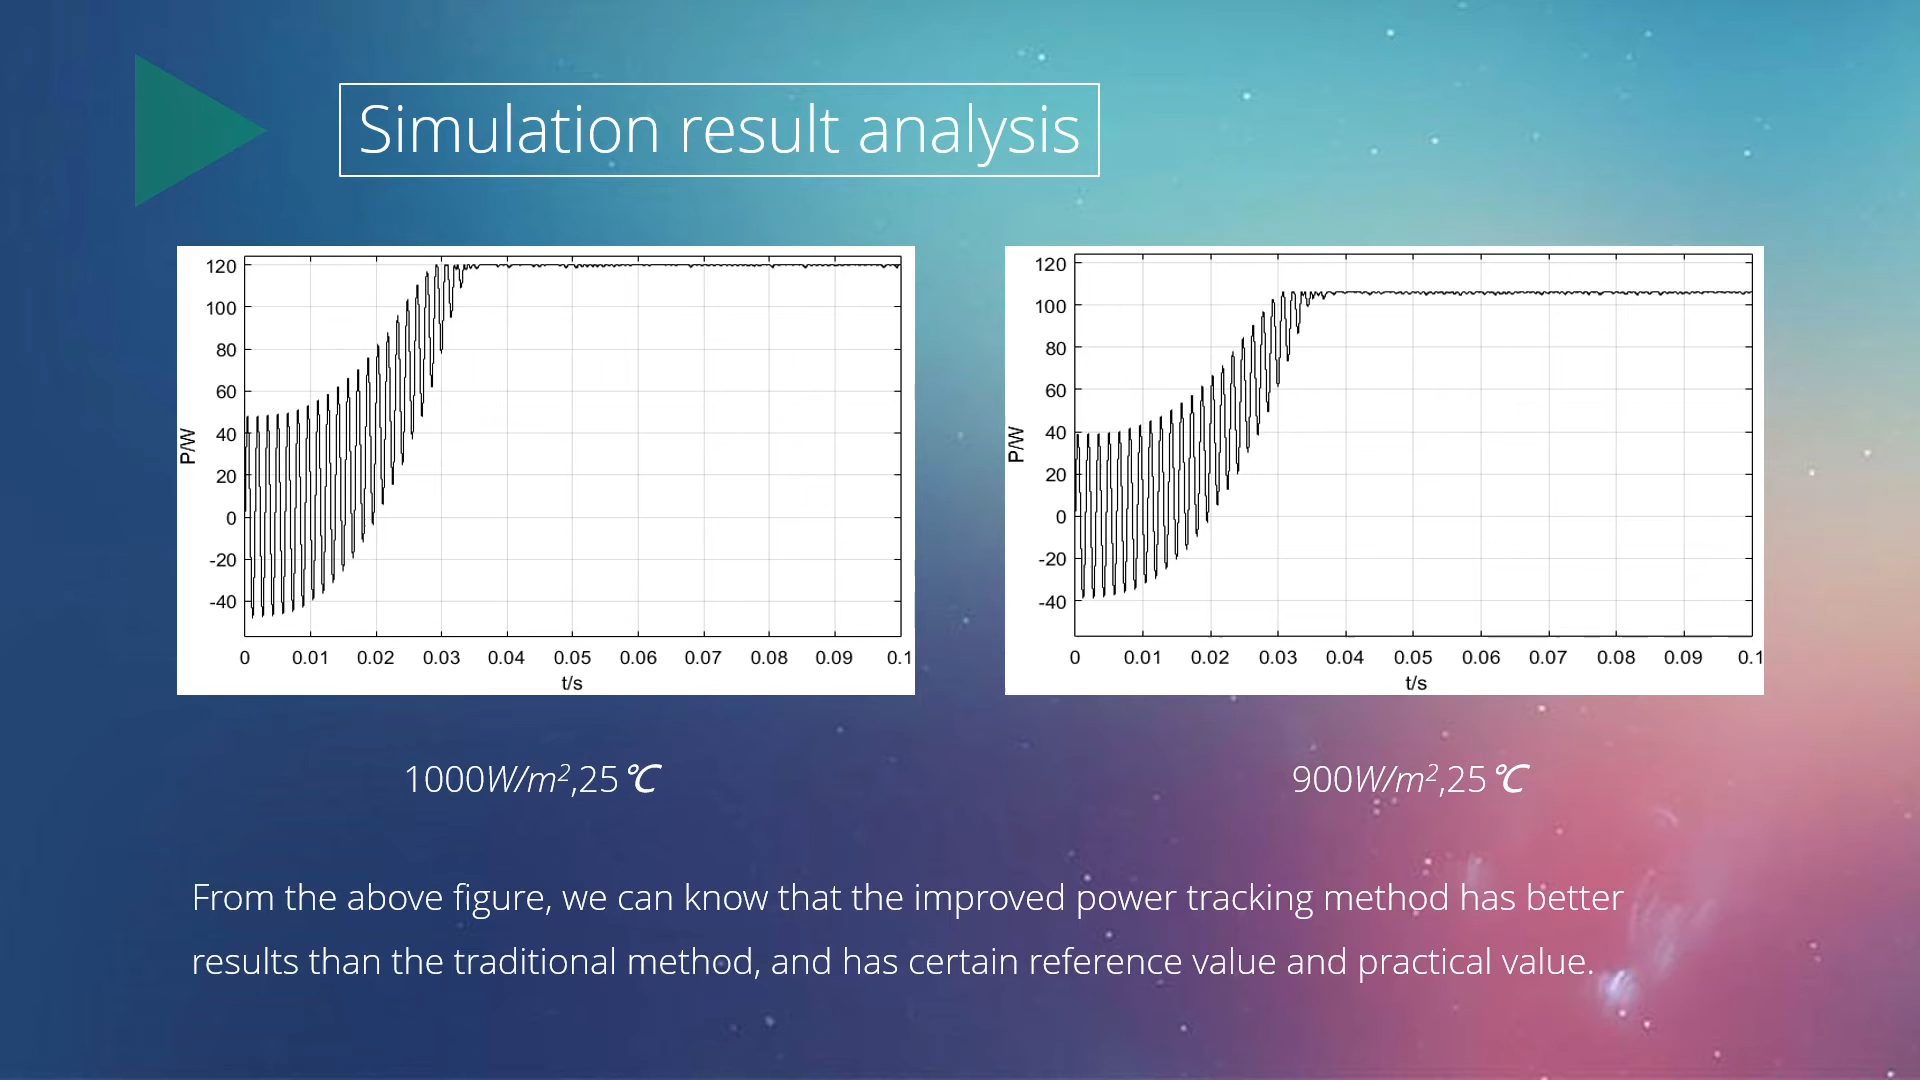 Simulation result analysis
120
100
80
60
40
20
0
-20
-40
P/W
0 0.01 0.02 0.03 0.04 0.05 0.06 0.07 0.08 0.09 0.1
t/s
120
100
80
60
40
20
0
-20
-40
P/W
0 0.01 0.02 0.03 0.04 0.05 0.06 0.07 0.08 0.09 0.1
t/s
1000W/m²,25℃
900W/m²,25℃
From the above figure, we can know that the improved power tracking method has better
results than the traditional method, and has certain reference value and practical value.